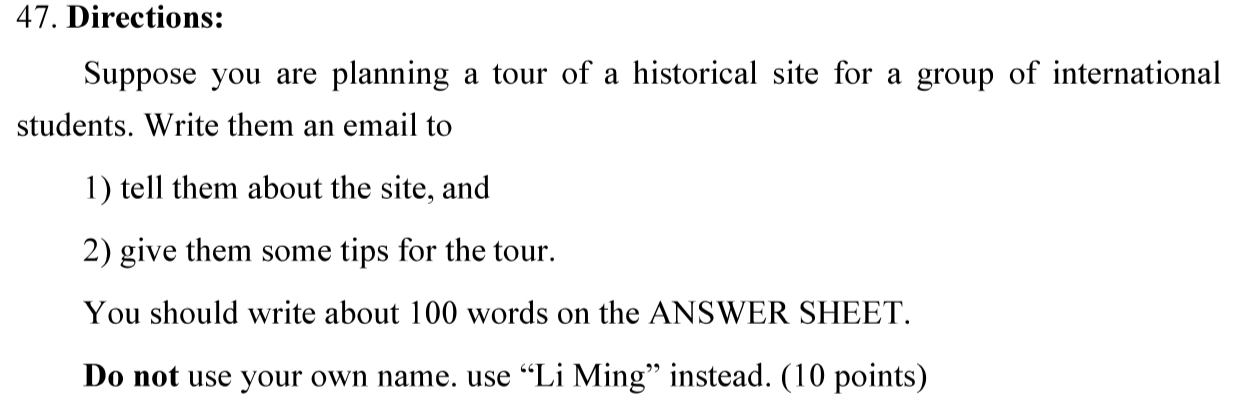 47. Directions:
Suppose you are planning a tour of a historical site for a group of international
students. Write them an email to
1) tell them about the site, and
2) give them some tips for the tour.
You should write about 100 words on the ANSWER SHEET.
Do not use your own name. use “Li Ming” instead. (10 points)